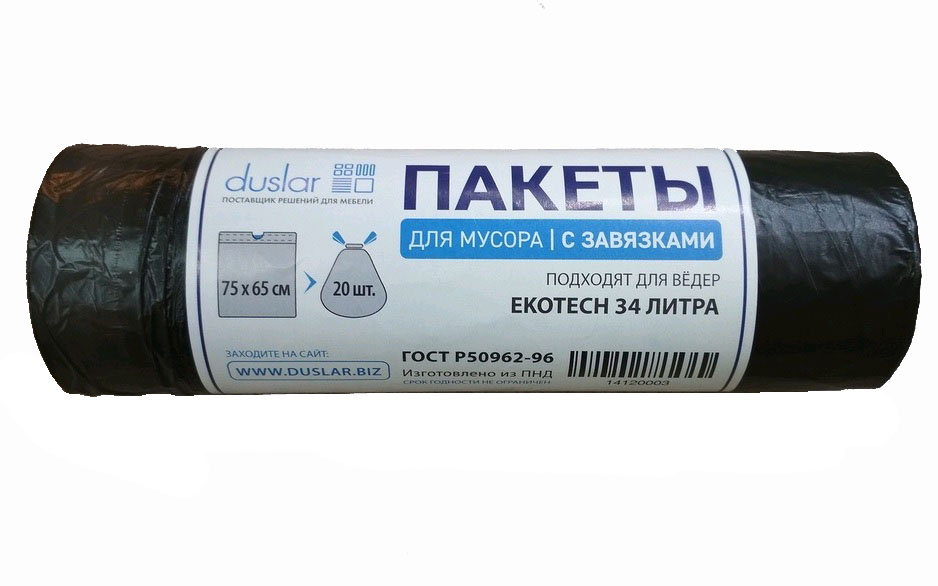 duslar
ПОСТАВЩИК РЕШЕНИЙ ДЛЯ МЕБЕЛИ
ПАКЕТЫ
ДЛЯ МУСОРА | С ЗАВЯЗКАМИ
75 х 65 см
20 шт.
ПОДХОДЯТ ДЛЯ ВЁДЕР
EKOTECH 34 ЛИТРА
ЗАХОДИТЕ НА САЙТ:
WWW.DUSLAR.BIZ
ГОСТ Р50962-96
Изготовлено из ПНД
СРОК ГОДНОСТИ НЕ ОГРАНИЧЕН
14120003